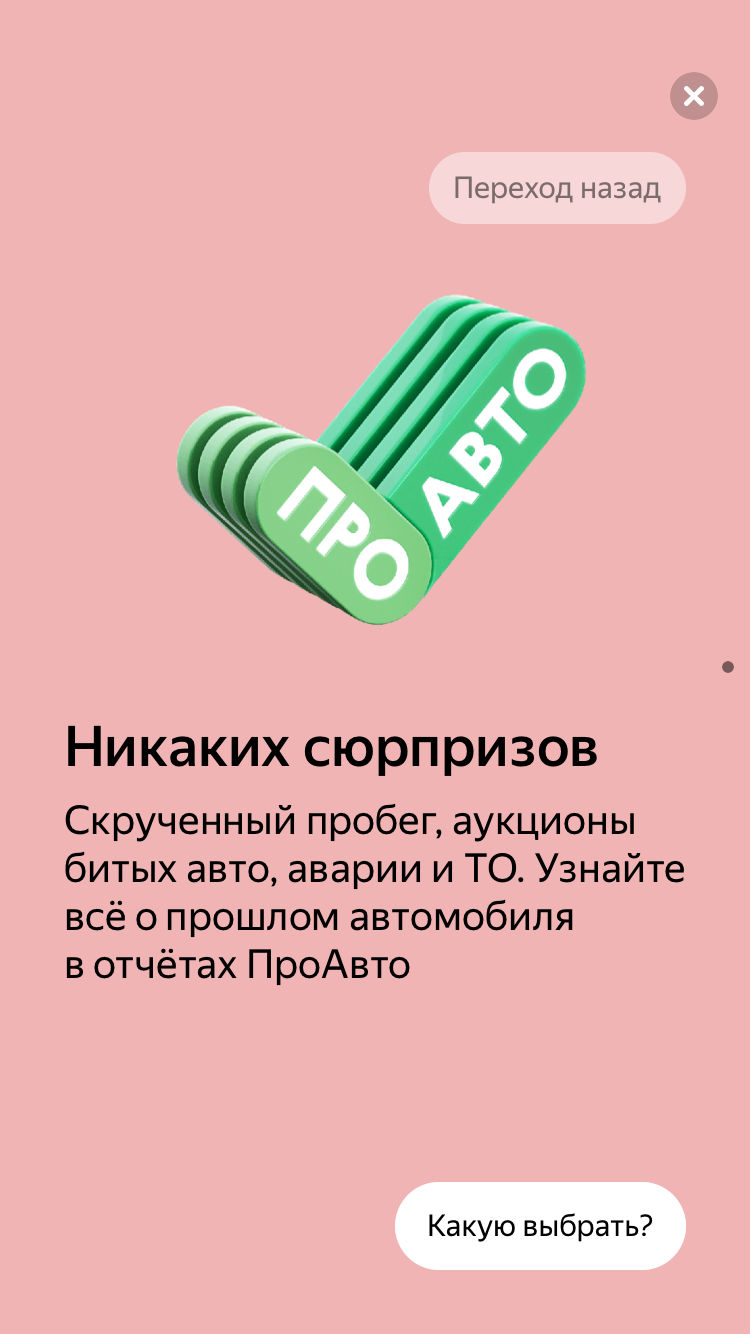 Переход назад
ПРО
АВТО
Никаких сюрпризов
Скрученный пробег, аукционы
битых авто, аварии и ТО. Узнайте
всё о прошлом автомобиля
в отчётах ПроАвто
Какую выбрать?